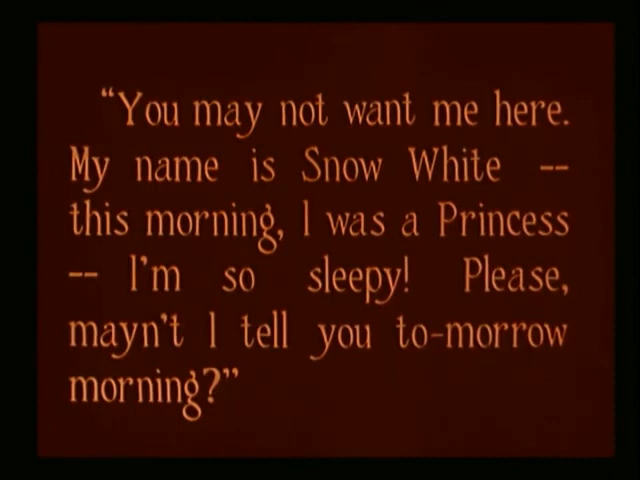 “You may not want me here.
My name is Snow White --
this morning, I was a Princess
-- I'm so sleepy! Please,
mayn't I tell you to-morrow
morning?”